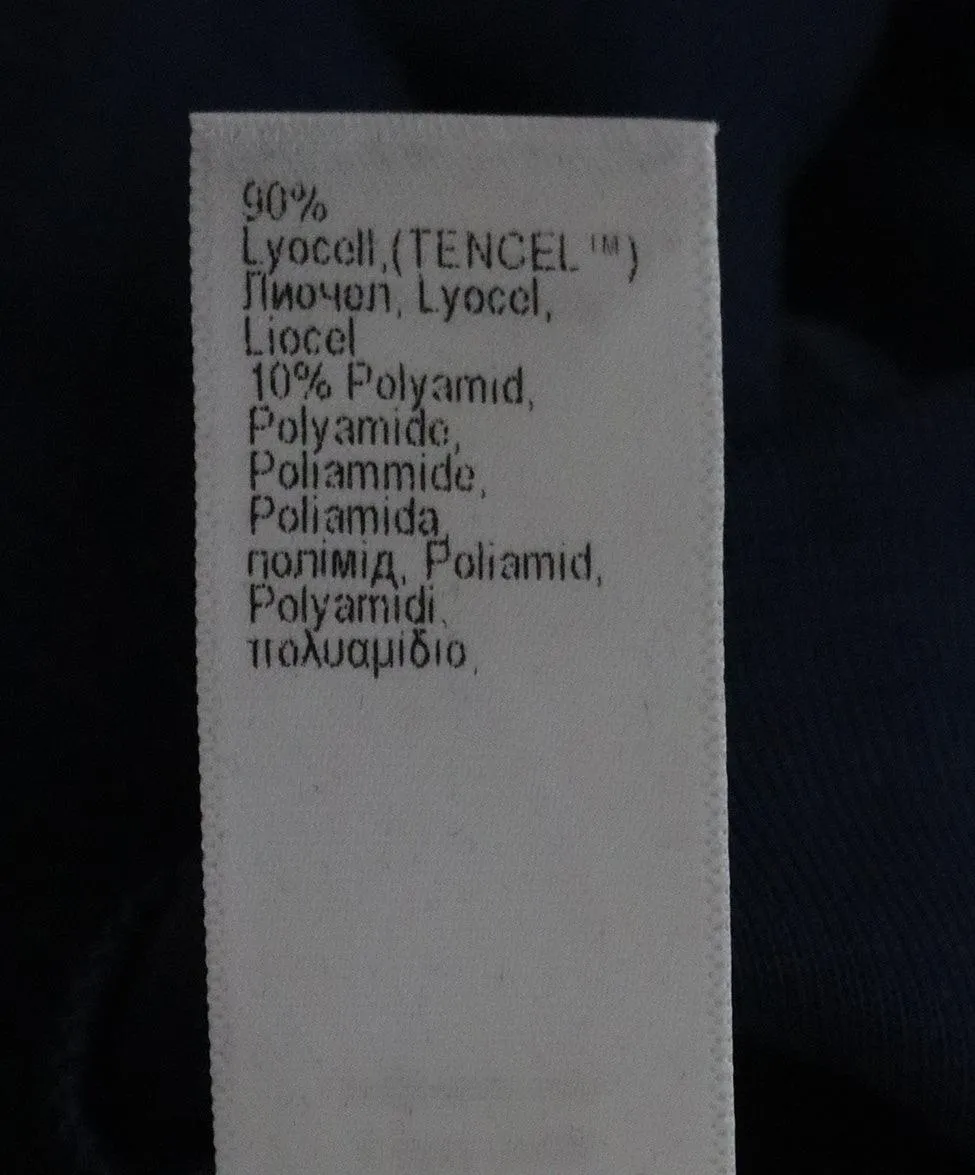 90%
Lyocell,(TENCEL™)
Лиочел, Lyocel,
Liocel
10% Polyamid,
Polyamide,
Poliammide,
Poliamida,
полімід, Poliamid,
Polyamidi,
πολυαμίδιο,